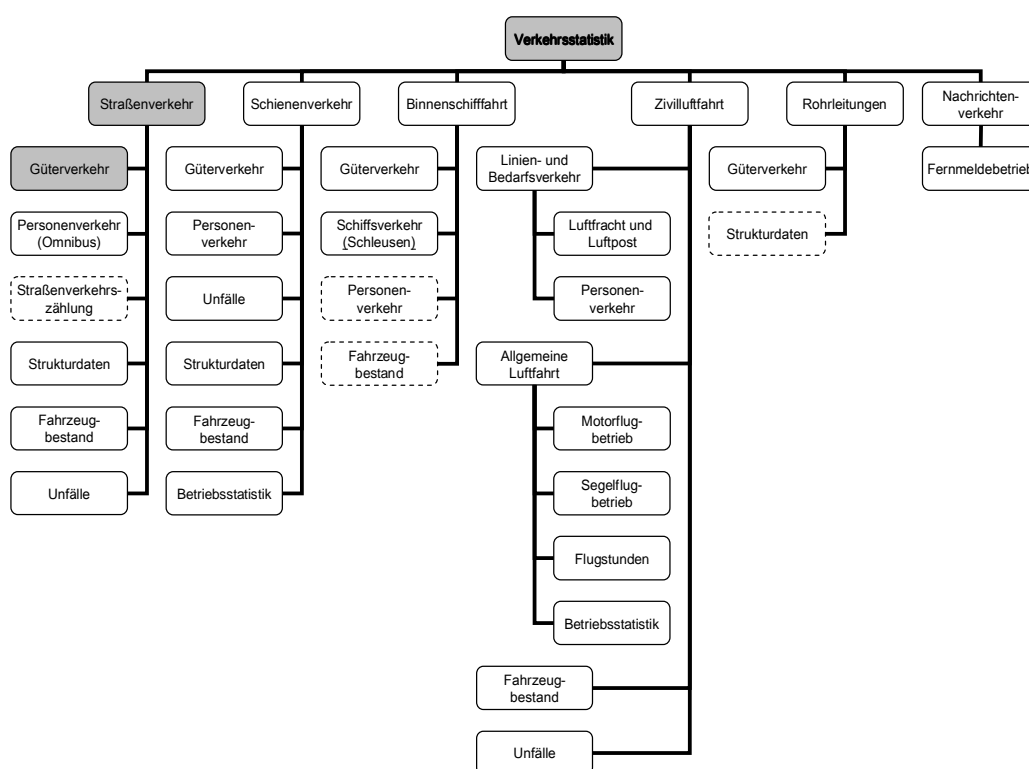 Verkehrsstatistik
Straßenverkehr
Schienenverkehr
Binnenschifffahrt
Zivilluftfahrt
Rohrleitungen
Nachrichten-
verkehr
Güterverkehr
Personenverkehr
(Omnibus)
Straßenverkehrs-
zählung
Strukturdaten
Fahrzeug-
bestand
Unfälle
Güterverkehr
Personen-
verkehr
Unfälle
Strukturdaten
Fahrzeug-
bestand
Betriebsstatistik
Güterverkehr
Schiffsverkehr
(Schleusen)
Personen-
verkehr
Fahrzeug-
bestand
Linien- und
Bedarfsverkehr
Luftfracht und
Luftpost
Personen-
verkehr
Allgemeine
Luftfahrt
Motorflug-
betrieb
Segelflug-
betrieb
Flugstunden
Betriebsstatistik
Fahrzeug-
bestand
Unfälle
Güterverkehr
Strukturdaten
Fernmeldebetrieb